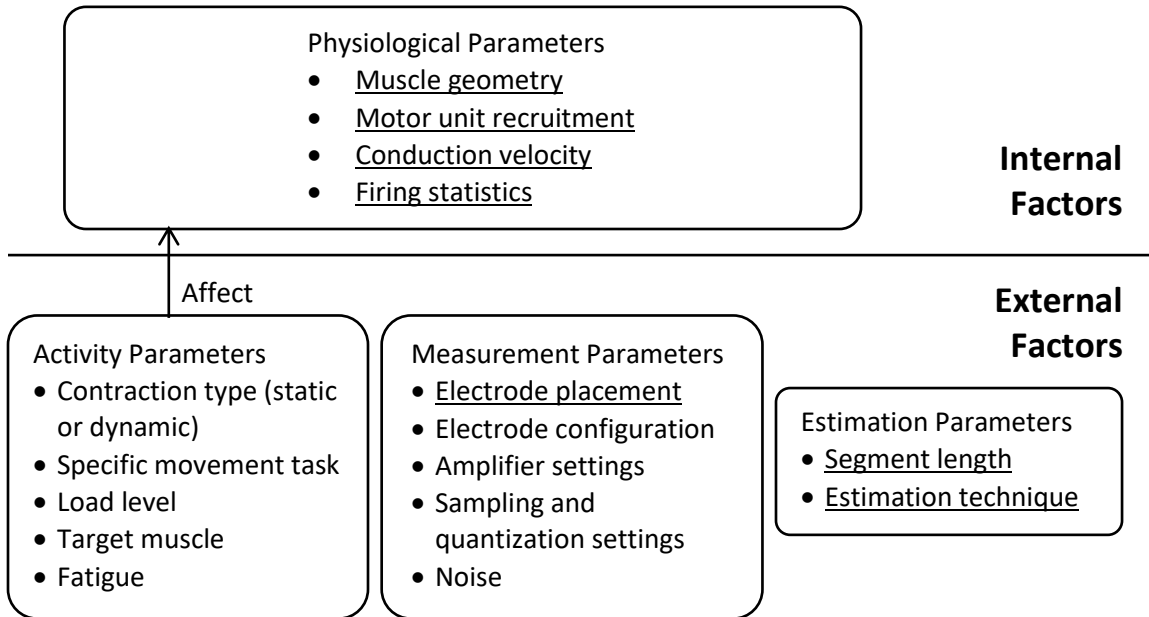 Physiological Parameters
• Muscle geometry
• Motor unit recruitment
• Conduction velocity
• Firing statistics
Internal
Factors
Affect
External
Factors
Activity Parameters
• Contraction type (static
or dynamic)
• Specific movement task
• Load level
• Target muscle
• Fatigue
Measurement Parameters
• Electrode placement
• Electrode configuration
• Amplifier settings
• Sampling and
quantization settings
• Noise
Estimation Parameters
• Segment length
• Estimation technique